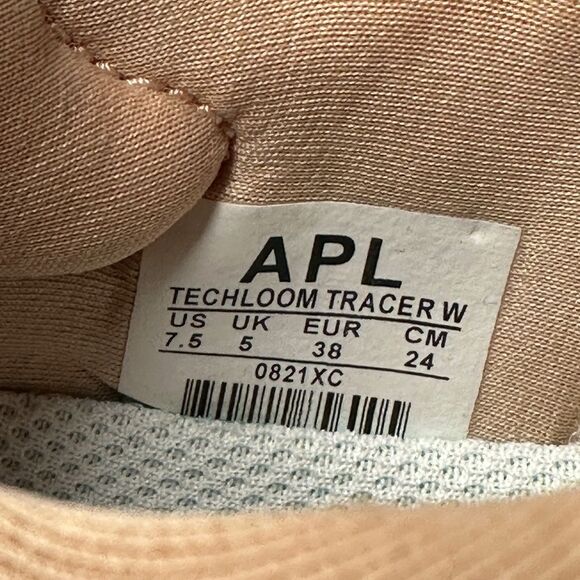 APL
TECHLOOM TRACER W
US UK EUR CM
7.5 5 38 24
0821XC